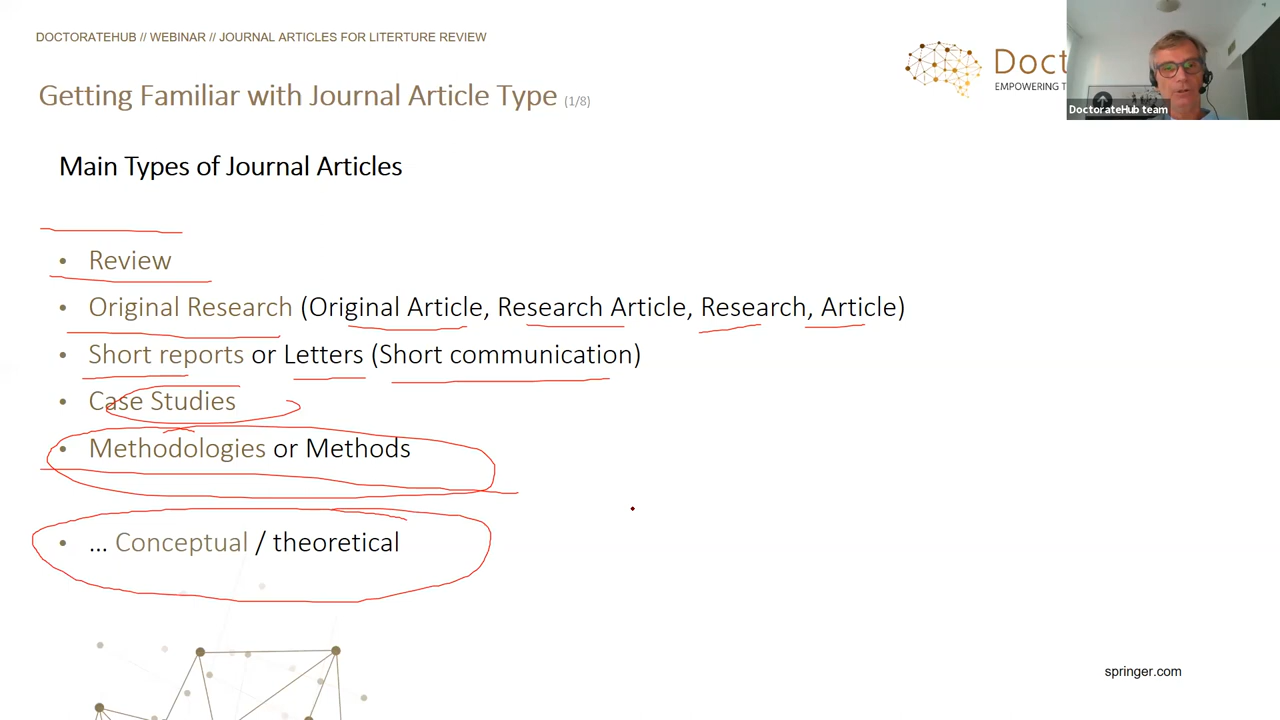 DOCTORATEHUB // WEBINAR // JOURNAL ARTICLES FOR LITERTURE REVIEW
Getting Familiar with Journal Article Type (1/8)
EMPOWERING
DoctorateHub team
Main Types of Journal Articles
• Review
• Original Research (Original Article, Research Article, Research, Article)
• Short reports or Letters (Short communication)
• Case Studies
• Methodologies or Methods
• ... Conceptual / theoretical
springer.com